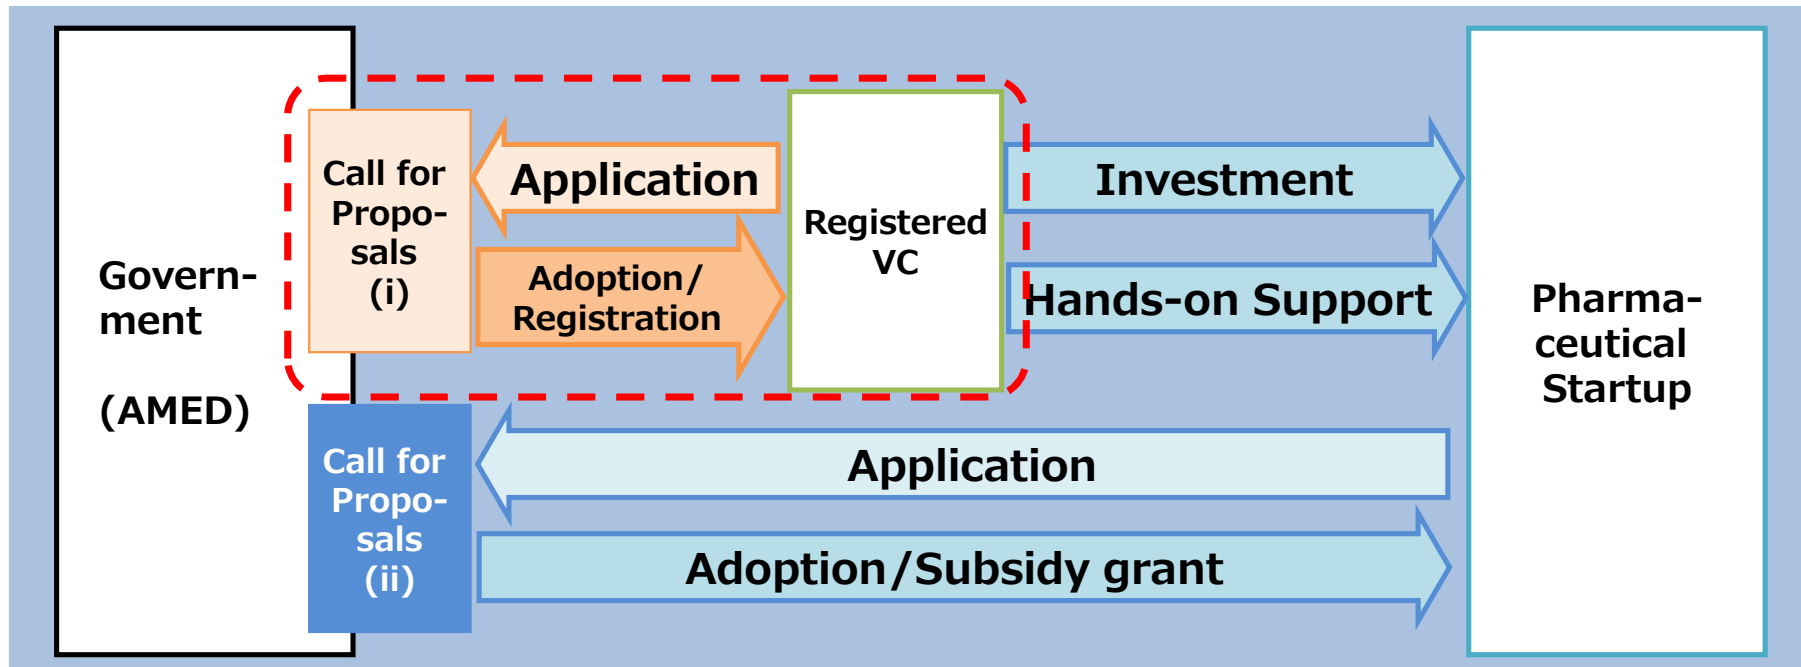 Govern-
ment
(AMED)
Call for
Propo-
sals
(i)
Application
Adoption/
Registration
Registered
VC
Investment
Hands-on Support
Pharma-
ceutical
Startup
Call for
Propo-
sals
(ii)
Application
Adoption/Subsidy grant